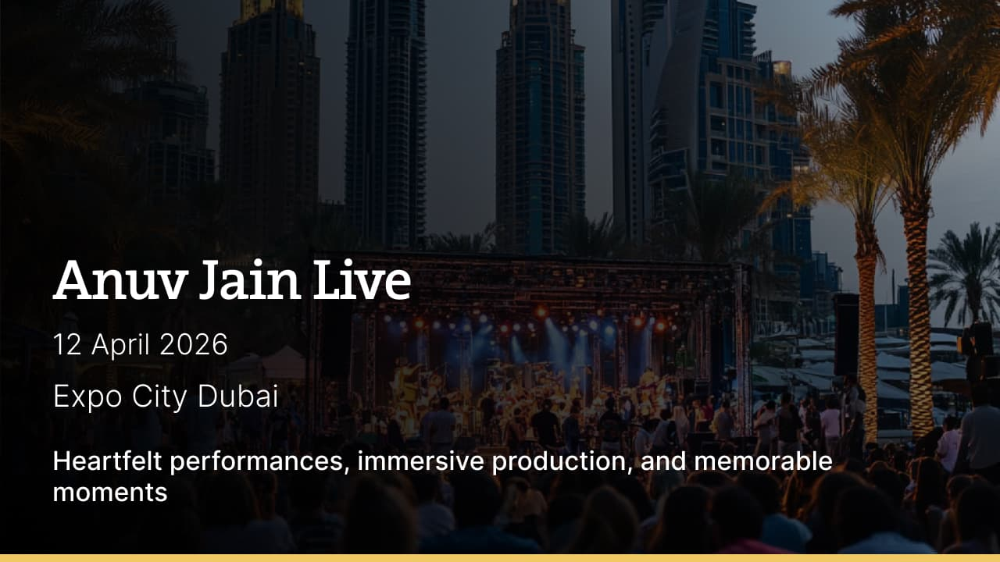 Anuv Jain Live
12 April 2026
Expo City Dubai
Heartfelt performances, immersive production, and memorable
moments